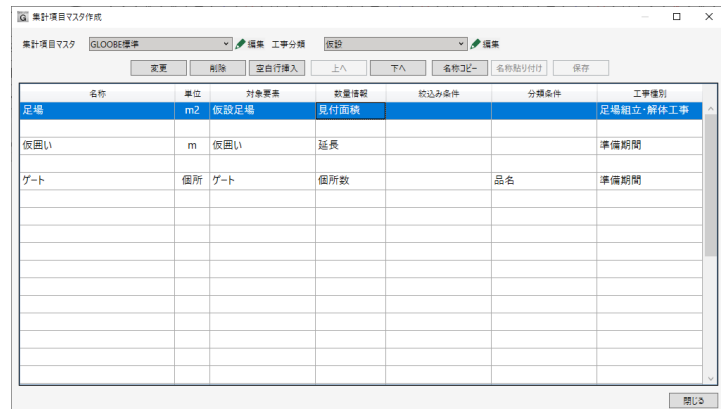 G 集計項目マスタ作成
集計項目マスタ GLOOBE標準 編集 工事分類 仮設 編集
変更 削除 空白行挿入 上へ 下へ 名称コピー 名称貼り付け 保存
名称 単位 対象要素 数量情報 絞込み条件 分類条件 工事種別
足場 m2 仮設足場 見付面積 足場組立・解体工事
仮囲い m 仮囲い 延長 準備期間
ゲート 個所 ゲート 個所数 品名 準備期間
閉じる